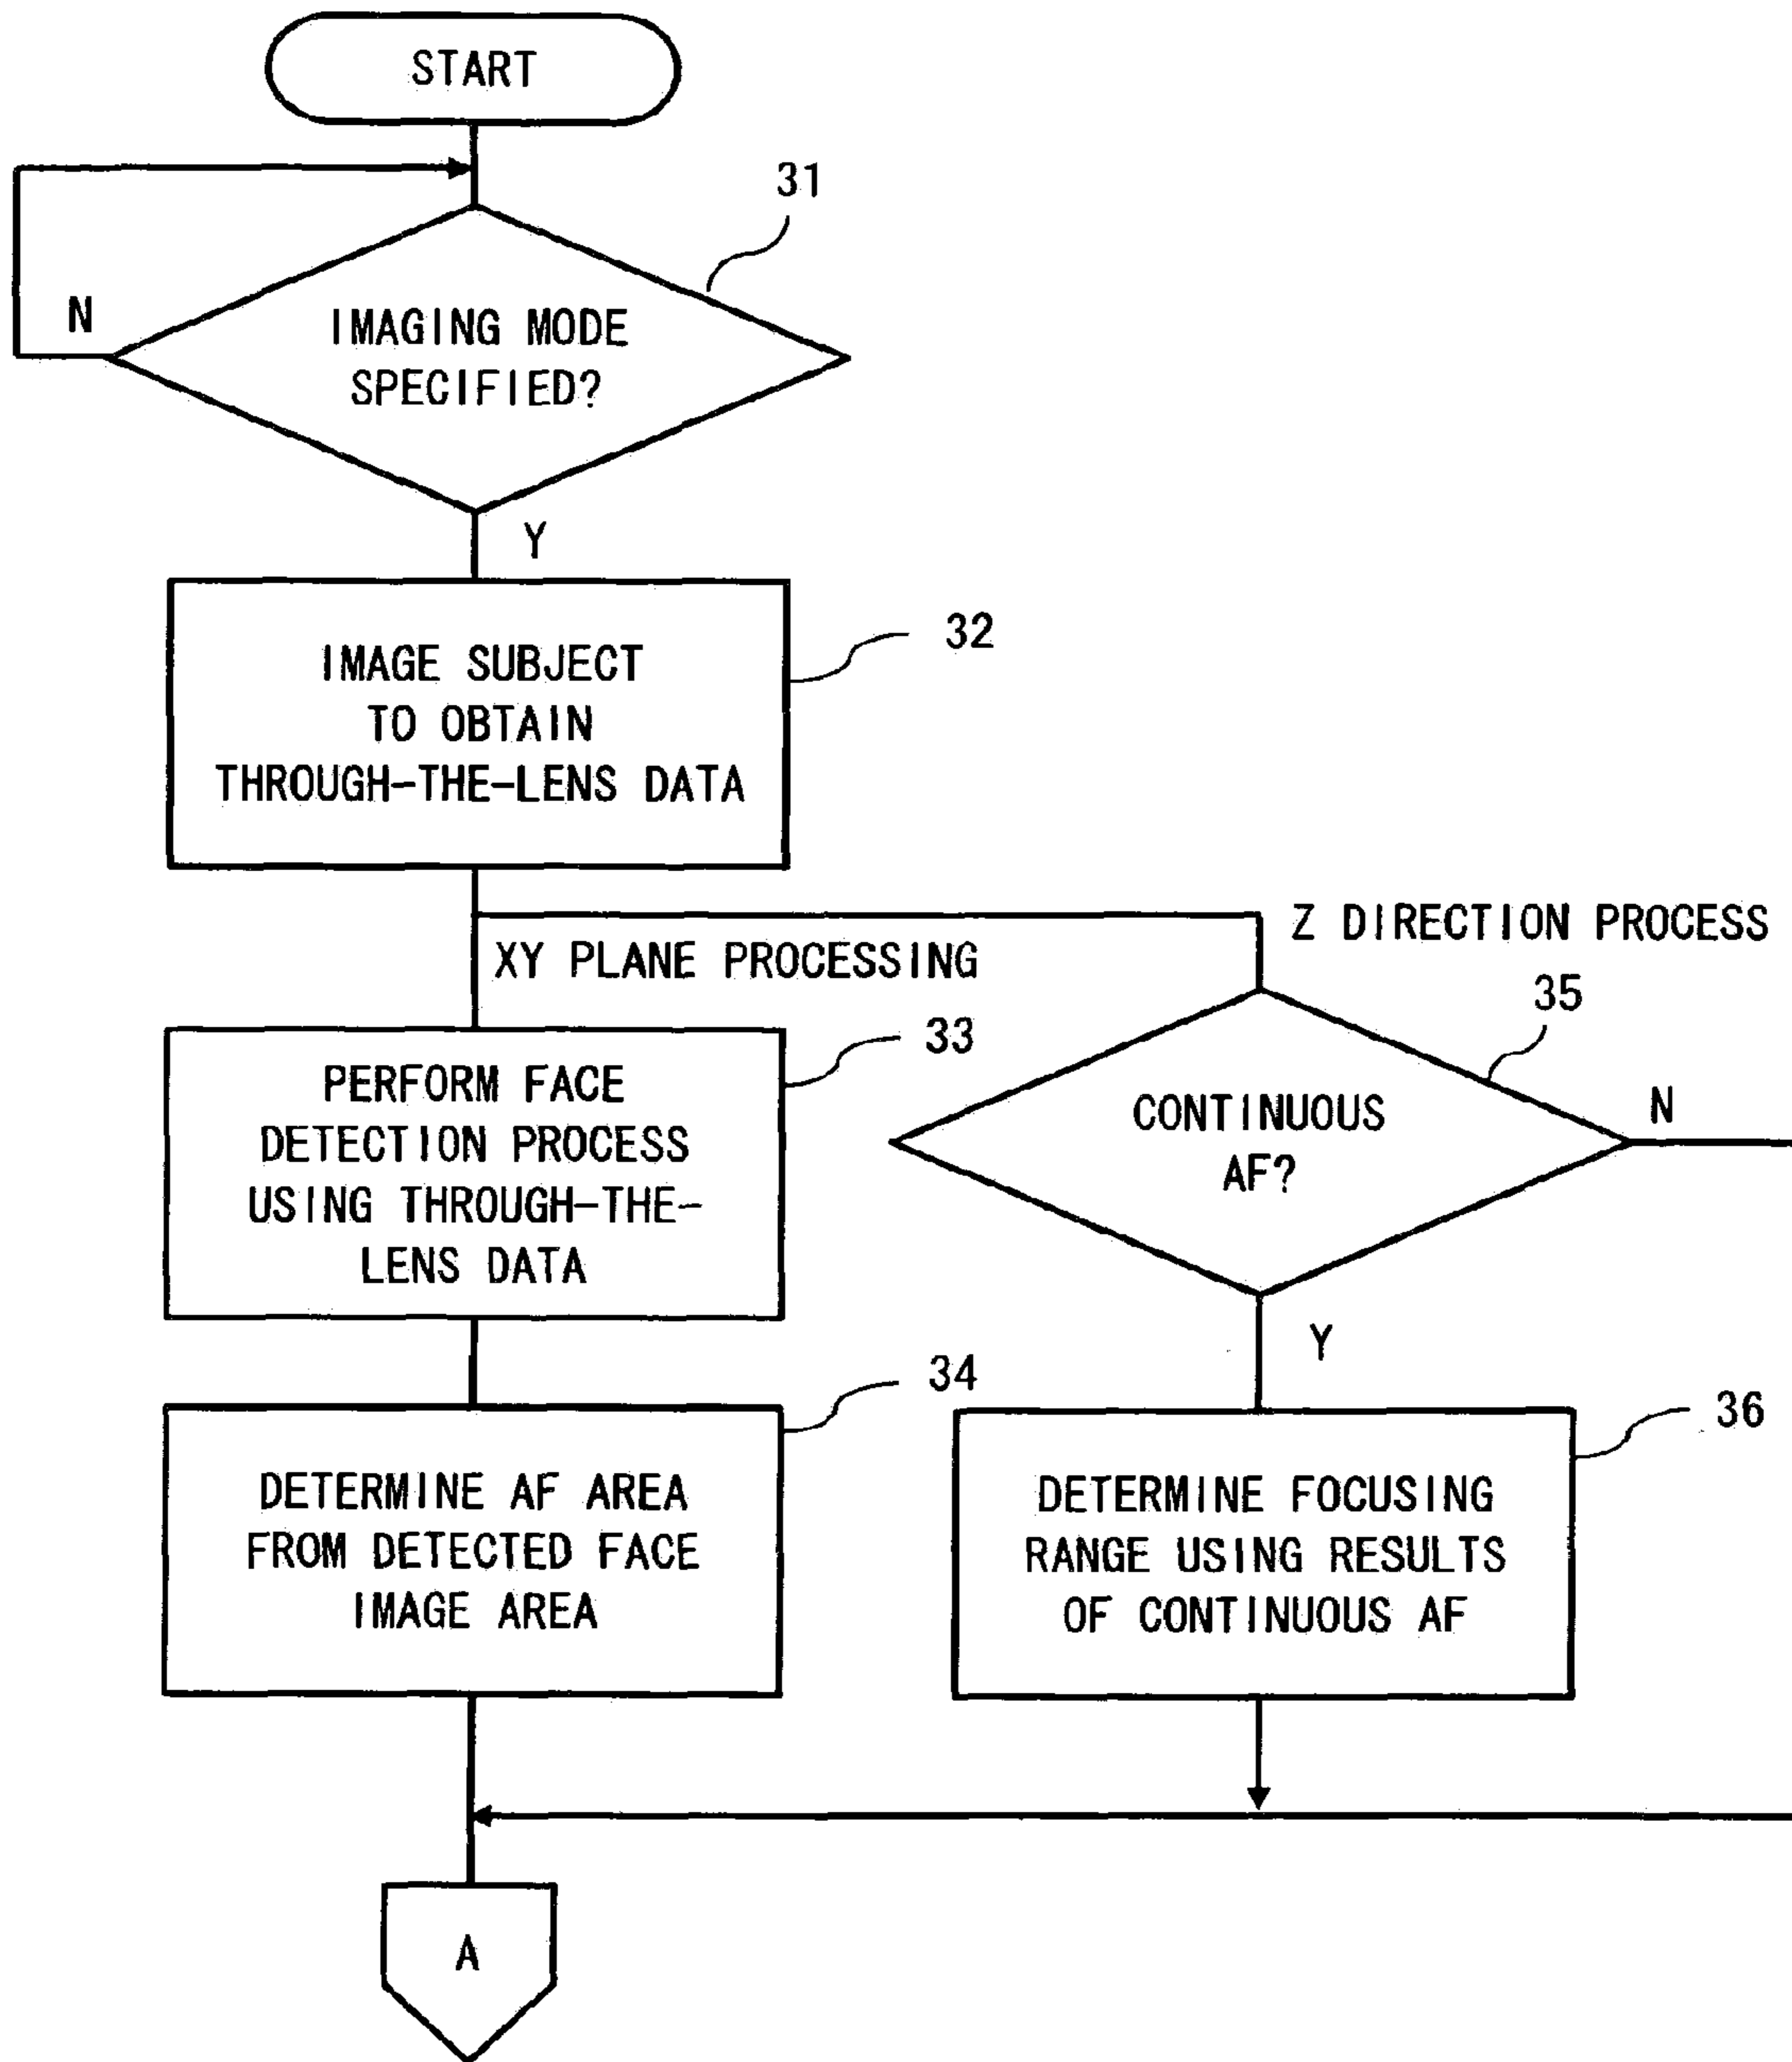 START
31
N
IMAGING MODE
SPECIFIED?
Y
32
IMAGE SUBJECT
TO OBTAIN
THROUGH-THE-LENS DATA
Z DIRECTION PROCESS
XY PLANE PROCESSING
33
PERFORM FACE
DETECTION PROCESS
USING THROUGH-THE-
LENS DATA
35
CONTINUOUS
AF?
N
Y
34
DETERMINE AF AREA
FROM DETECTED FACE
IMAGE AREA
36
DETERMINE FOCUSING
RANGE USING RESULTS
OF CONTINUOUS AF
A